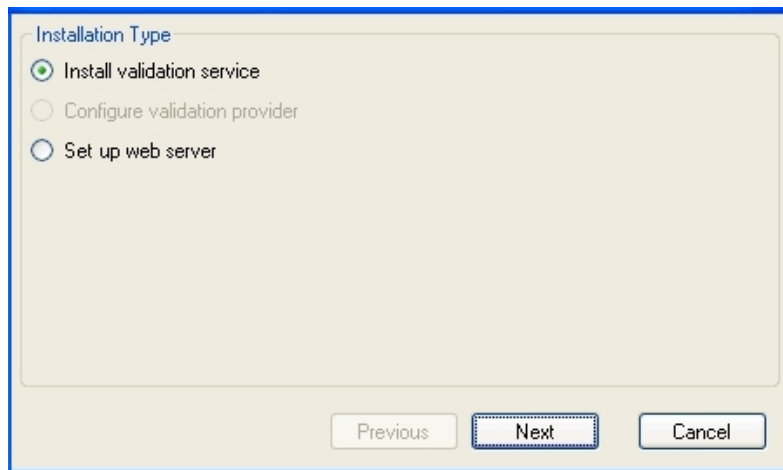 Installation Type
Install validation service
Configure validation provider
Set up web server
Previous Next Cancel